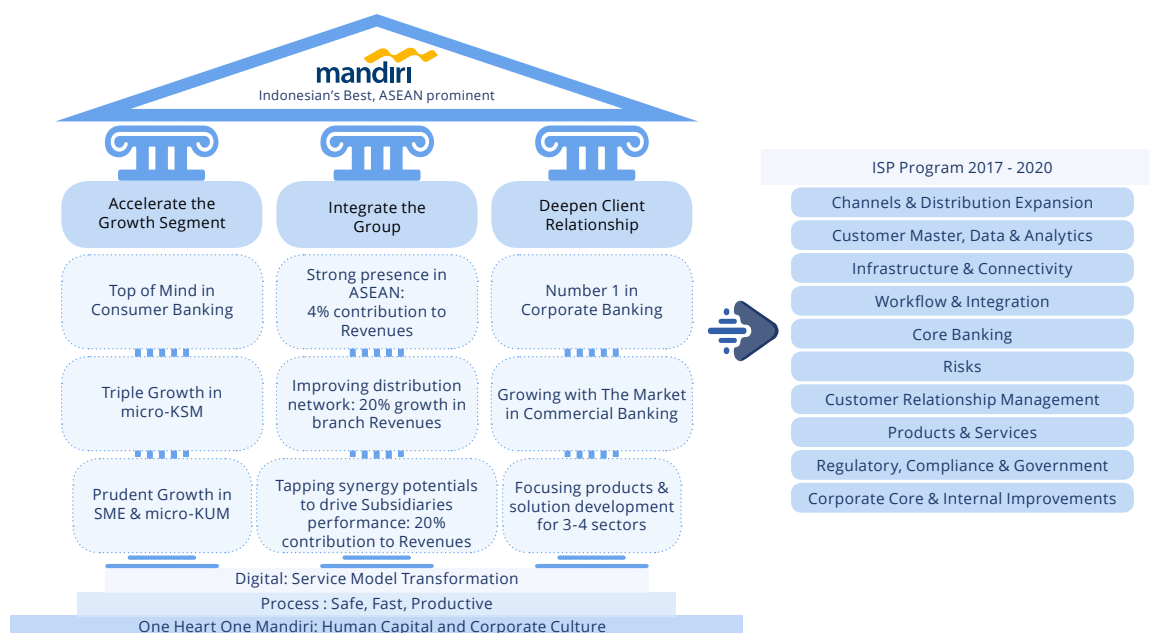 mandiri
Indonesian's Best, ASEAN prominent
Accelerate the
Growth Segment
Top of Mind in
Consumer Banking
Triple Growth in
micro-KSM
Prudent Growth in
SME & micro-KUM
Integrate the
Group
Strong presence in
ASEAN:
4% contribution to
Revenues
Improving distribution
network: 20% growth in
branch Revenues
Tapping synergy potentials
to drive Subsidiaries
performance: 20%
contribution to Revenues
Deepen Client
Relationship
Number 1 in
Corporate Banking
Growing with The Market
in Commercial Banking
Focusing products &
solution development
for 3-4 sectors
Digital: Service Model Transformation
Process : Safe, Fast, Productive
One Heart One Mandiri: Human Capital and Corporate Culture
ISP Program 2017 - 2020
Channels & Distribution Expansion
Customer Master, Data & Analytics
Infrastructure & Connectivity
Workflow & Integration
Core Banking
Risks
Customer Relationship Management
Products & Services
Regulatory, Compliance & Government
Corporate Core & Internal Improvements